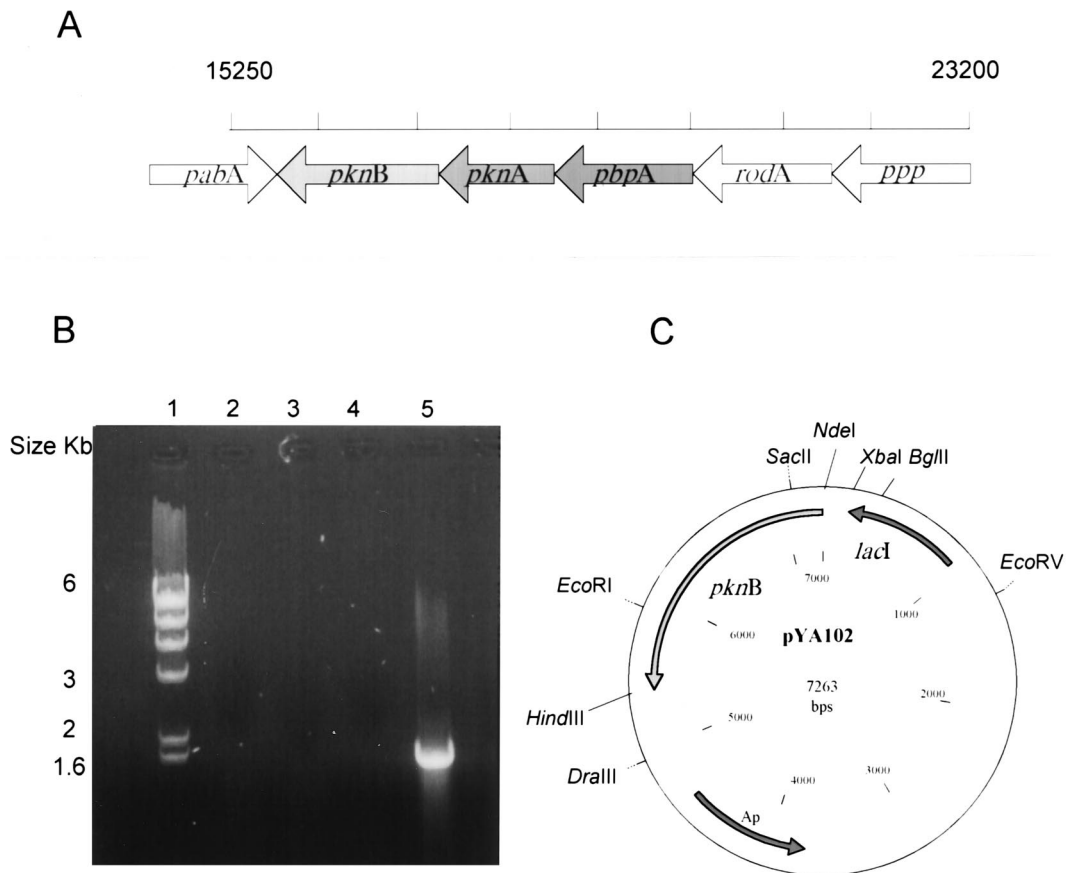 A
15250 23200
pabA pknB pknA pbpA rodA ppp
B
1 2 3 4 5
Size Kb
6
3
2
1.6
C
NdeI
SacII XbaI BglII
EcoRI lacI EcoRV
pknB 7000 1000
6000 pYA102
7263
bps
HindIII 5000 2000
DraIII 4000 3000
Ap